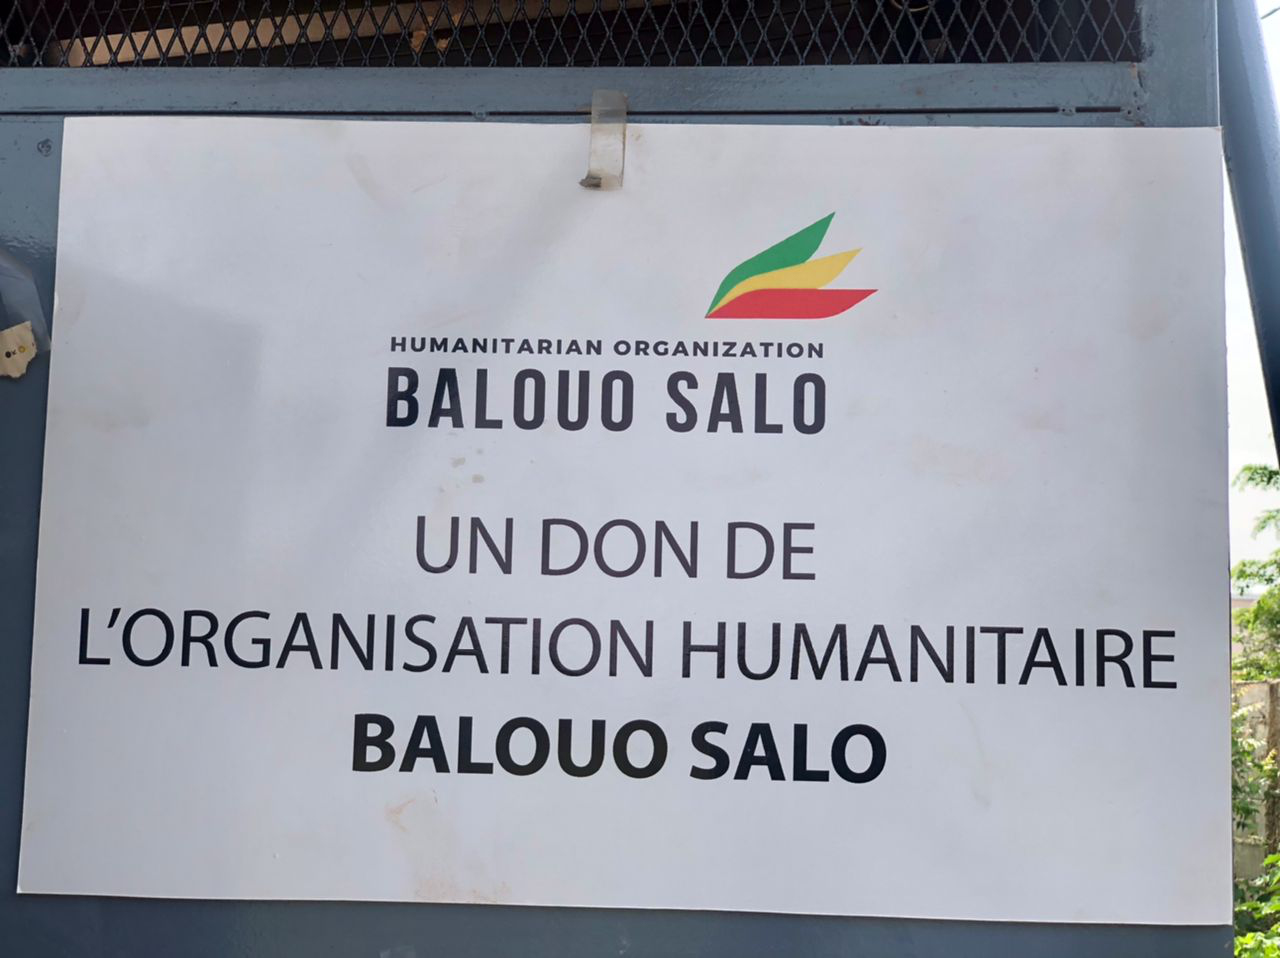 HUMANITARIAN ORGANIZATION
BALOUO SALO
UN DON DE
L'ORGANISATION HUMANITAIRE
BALOUO SALO